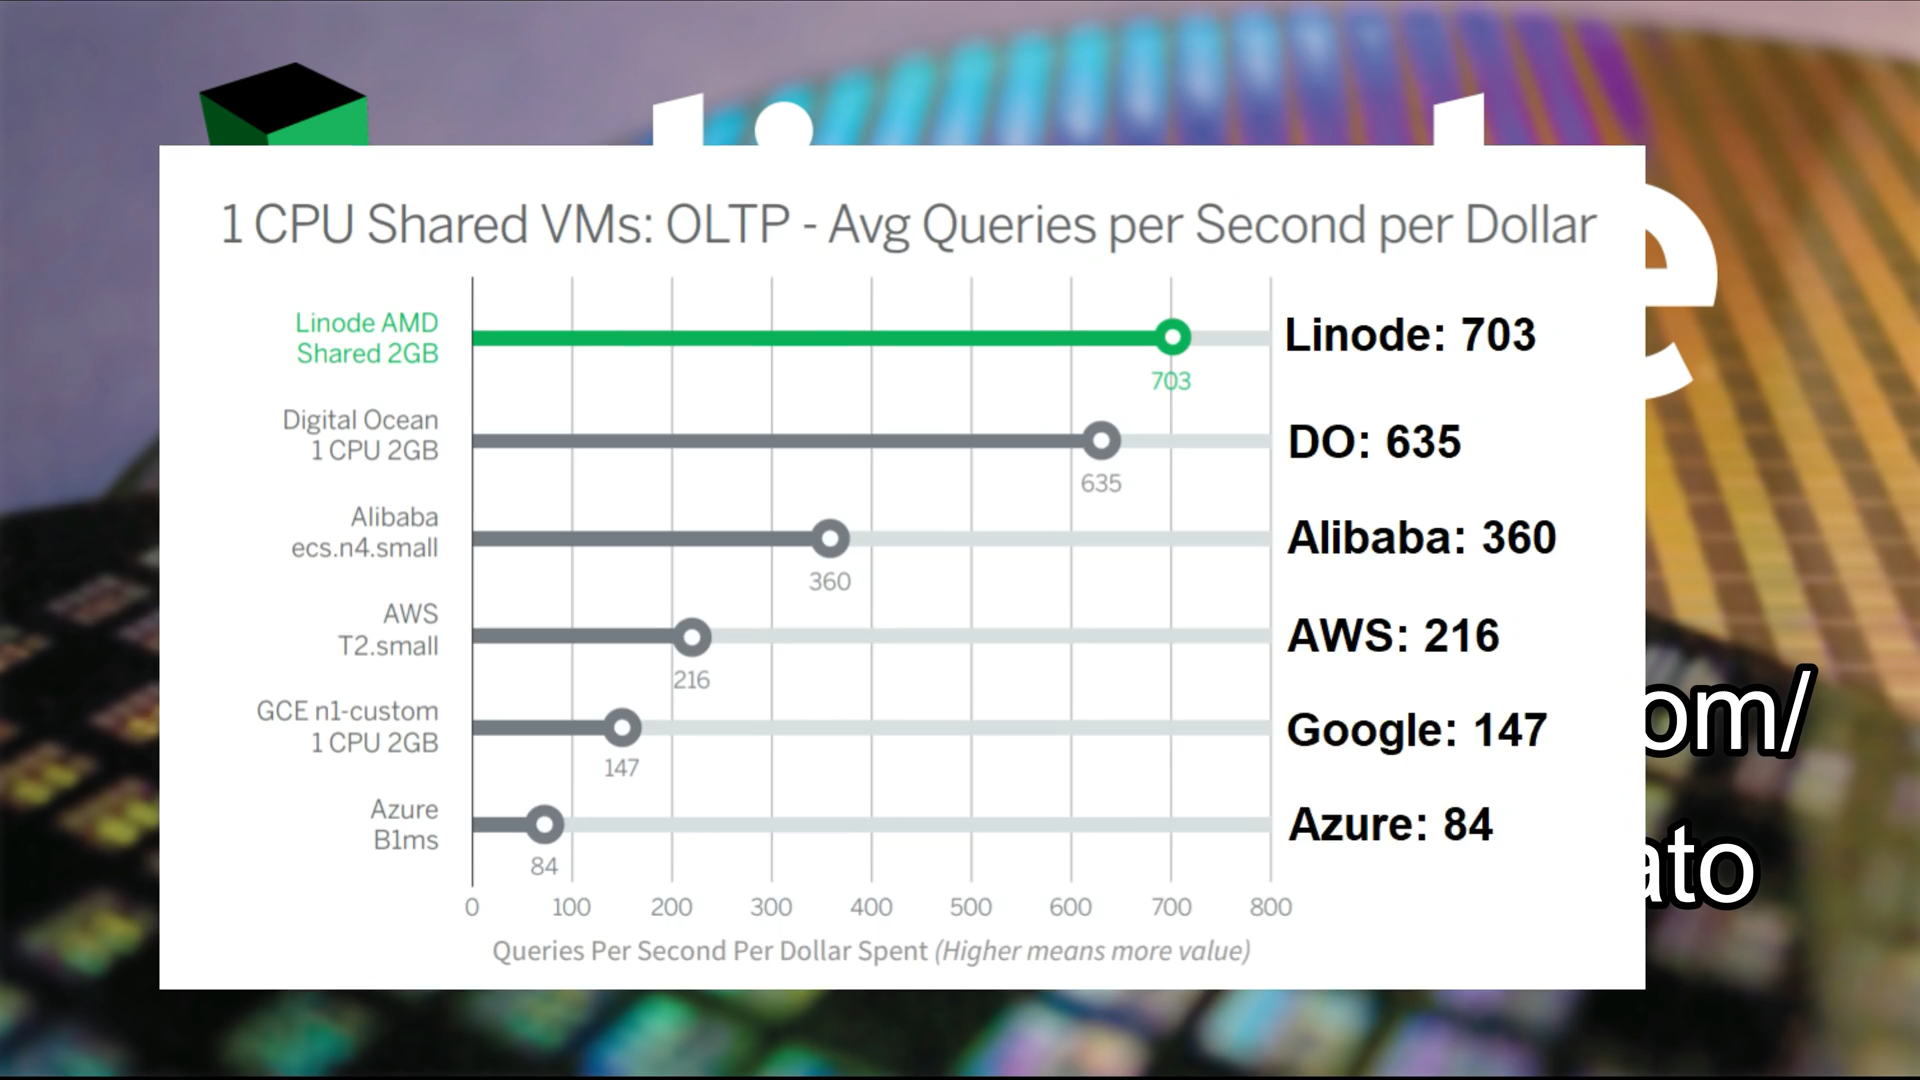 1 CPU Shared VMs: OLTP - Avg Queries per Second per Dollar
Linode AMD
Shared 2GB
703
Linode: 703
Digital Ocean
1 CPU 2GB
635
DO: 635
Alibaba
ecs.n4.small
360
Alibaba: 360
AWS
T2.small
216
AWS: 216
GCE n1-custom
1 CPU 2GB
147
Google: 147
om/
Azure
B1ms
84
Azure: 84
ato
0 100 200 300 400 500 600 700 800
Queries Per Second Per Dollar Spent (Higher means more value)